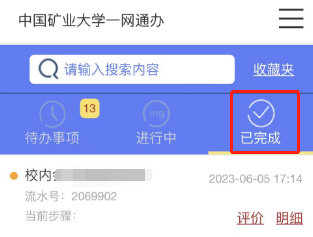 中国矿业大学一网通办
请输入搜索内容 收藏夹
13 ing
待办事项 进行中 已完成
校内 2023-06-05 17:14
流水号：2069902
当前步骤：
评价 明细